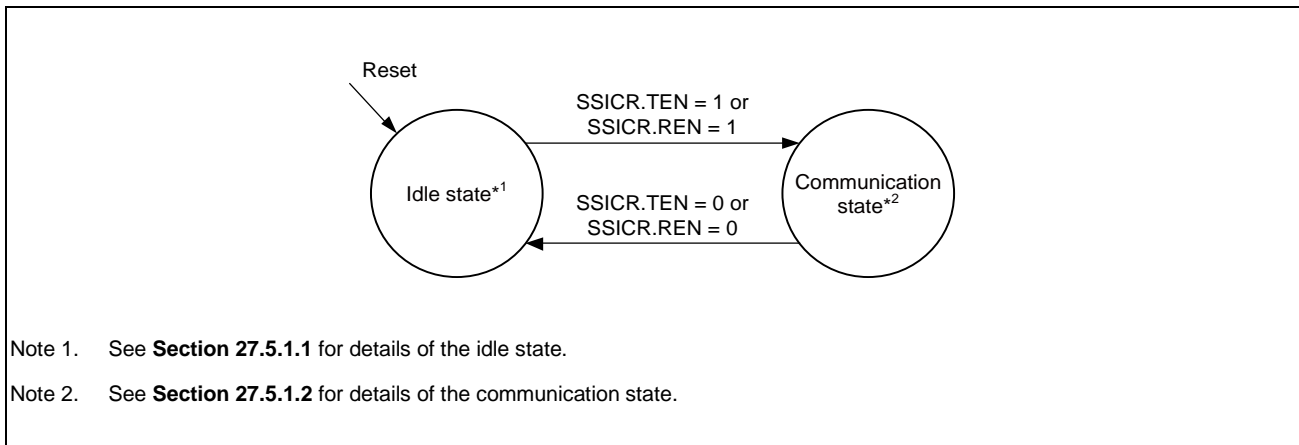 Reset
SSICR.TEN = 1 or
SSICR.REN = 1
Idle state*1
Communication
state*2
SSICR.TEN = 0 or
SSICR.REN = 0
Note 1. See Section 27.5.1.1 for details of the idle state.
Note 2. See Section 27.5.1.2 for details of the communication state.